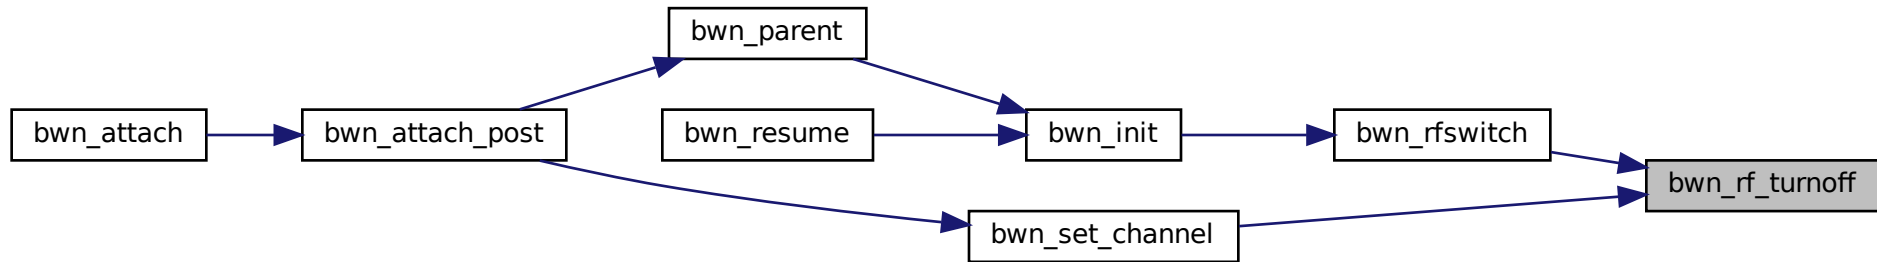 bwn_parent
bwn_attach
bwn_attach_post
bwn_resume
bwn_init
bwn_rfswitch
bwn_rf_turnoff
bwn_set_channel